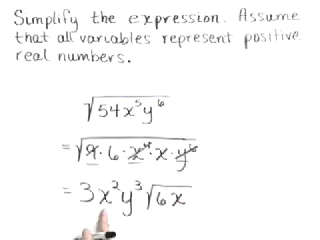 Simplify the expression. Assume
that all variables represent positive
real numbers.
√54x⁵y⁶
=√9·6·x⁴·x·y⁶
=3x²y³√6x